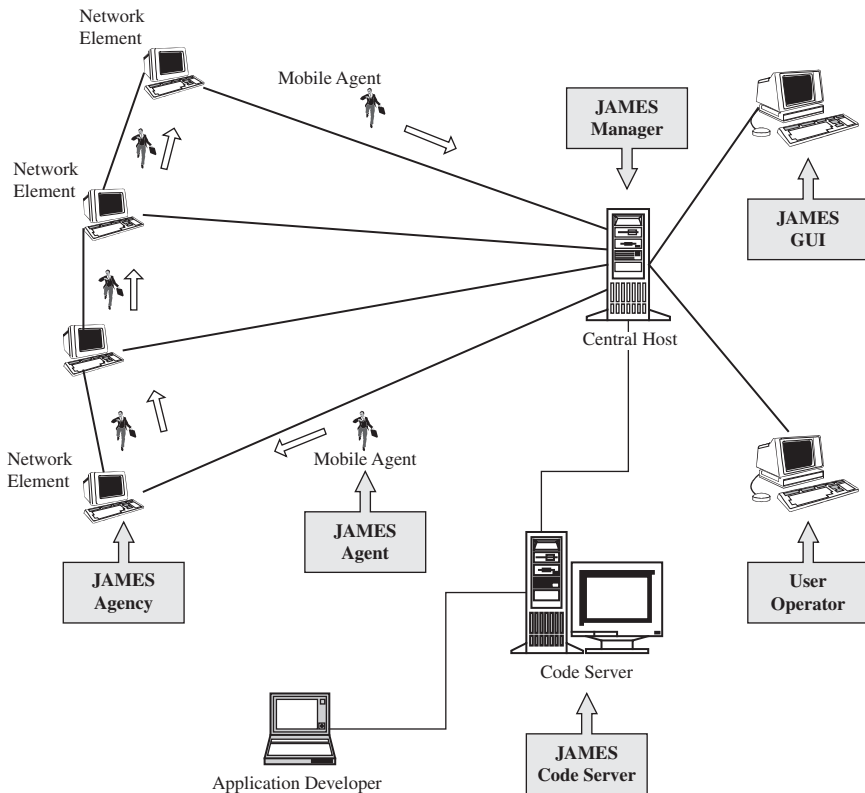 Network
Element
Mobile Agent
JAMES
Manager
Network
Element
JAMES
GUI
Central Host
Network
Element
Mobile Agent
JAMES
Agency
JAMES
Agent
User
Operator
Code Server
JAMES
Code Server
Application Developer